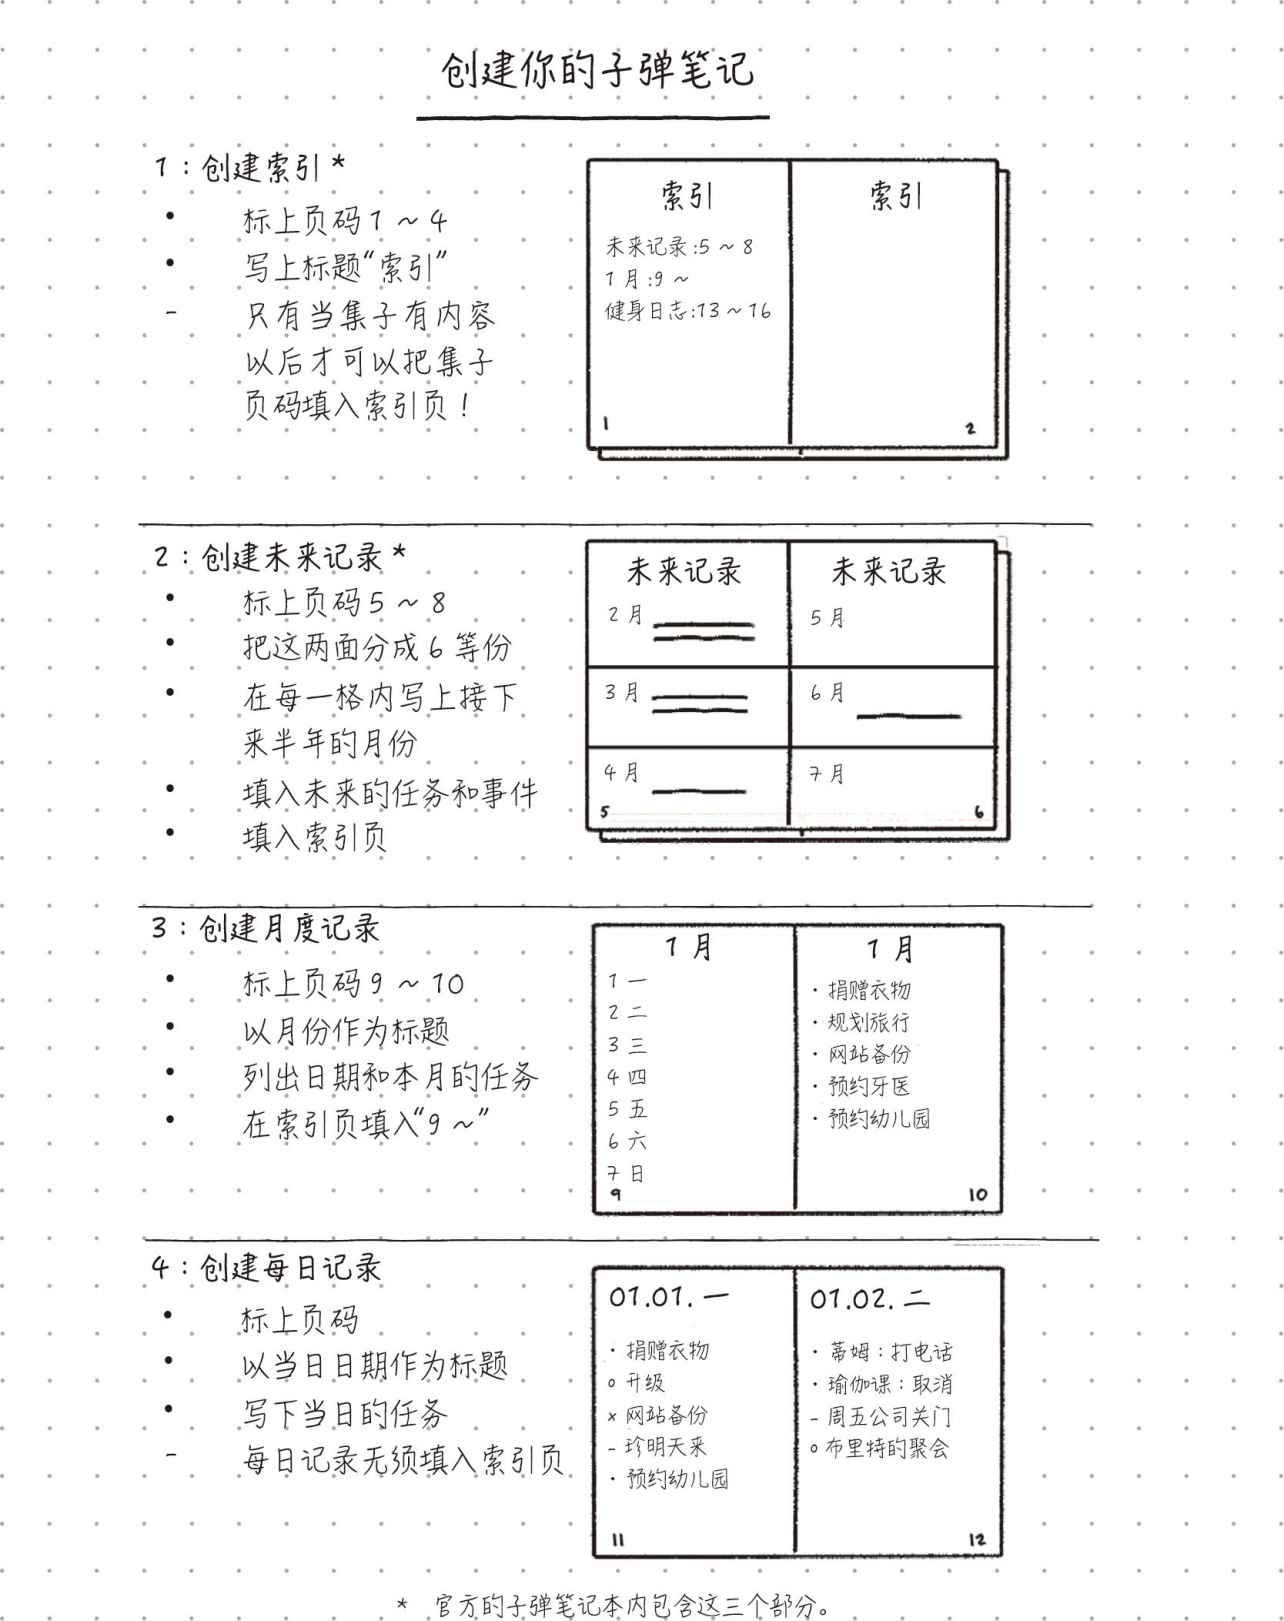 创建你的子弹笔记
1：创建索引*
• 标上页码1～4
• 写上标题“索引”
- 只有当集子有内容
以后才可以把集子
页码填入索引页！
索引
未来记录:5～8
1月:9～
健身日志:13～16
1
索引
2
2：创建未来记录*
• 标上页码5～8
• 把这两面分成6等份
• 在每一格内写上接下
来半年的月份
• 填入未来的任务和事件
• 填入索引页
未来记录
2月
3月
4月
5
未来记录
5月
6月
7月
6
3：创建月度记录
• 标上页码9～10
• 以月份作为标题
• 列出日期和本月的任务
• 在索引页填入“9～”
1月
1 一
2 二
3 三
4 四
5 五
6 六
7 日
9
1月
· 捐赠衣物
· 规划旅行
· 网站备份
· 预约牙医
· 预约幼儿园
10
4：创建每日记录
• 标上页码
• 以当日日期作为标题
• 写下当日的任务
- 每日记录无须填入索引页
01.01. 一
· 捐赠衣物
o 升级
x 网站备份
- 珍明天来
· 预约幼儿园
11
01.02. 二
· 蒂姆：打电话
· 瑜伽课：取消
- 周五公司关门
o 布里特的聚会
12
* 官方的子弹笔记本内包含这三个部分。